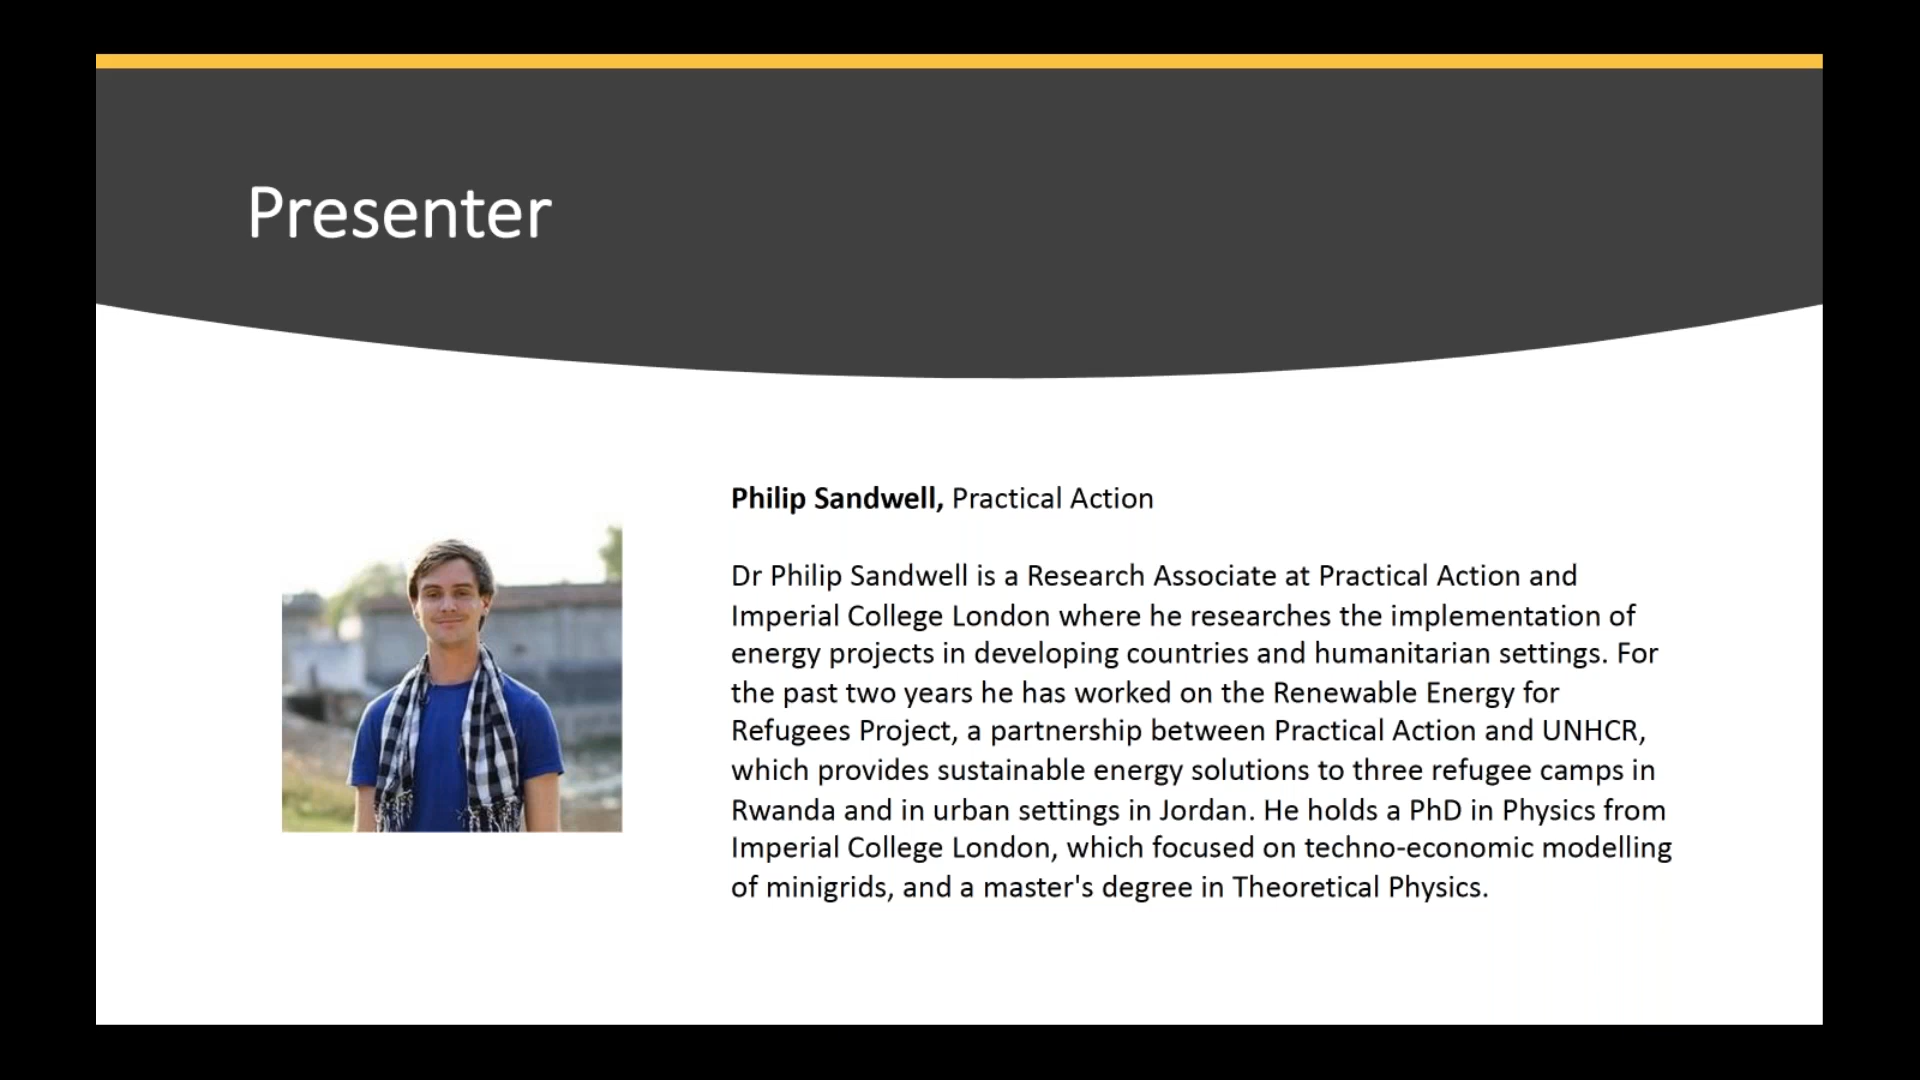 Presenter
Philip Sandwell, Practical Action
Dr Philip Sandwell is a Research Associate at Practical Action and
Imperial College London where he researches the implementation of
energy projects in developing countries and humanitarian settings. For
the past two years he has worked on the Renewable Energy for
Refugees Project, a partnership between Practical Action and UNHCR,
which provides sustainable energy solutions to three refugee camps in
Rwanda and in urban settings in Jordan. He holds a PhD in Physics from
Imperial College London, which focused on techno-economic modelling
of minigrids, and a master's degree in Theoretical Physics.